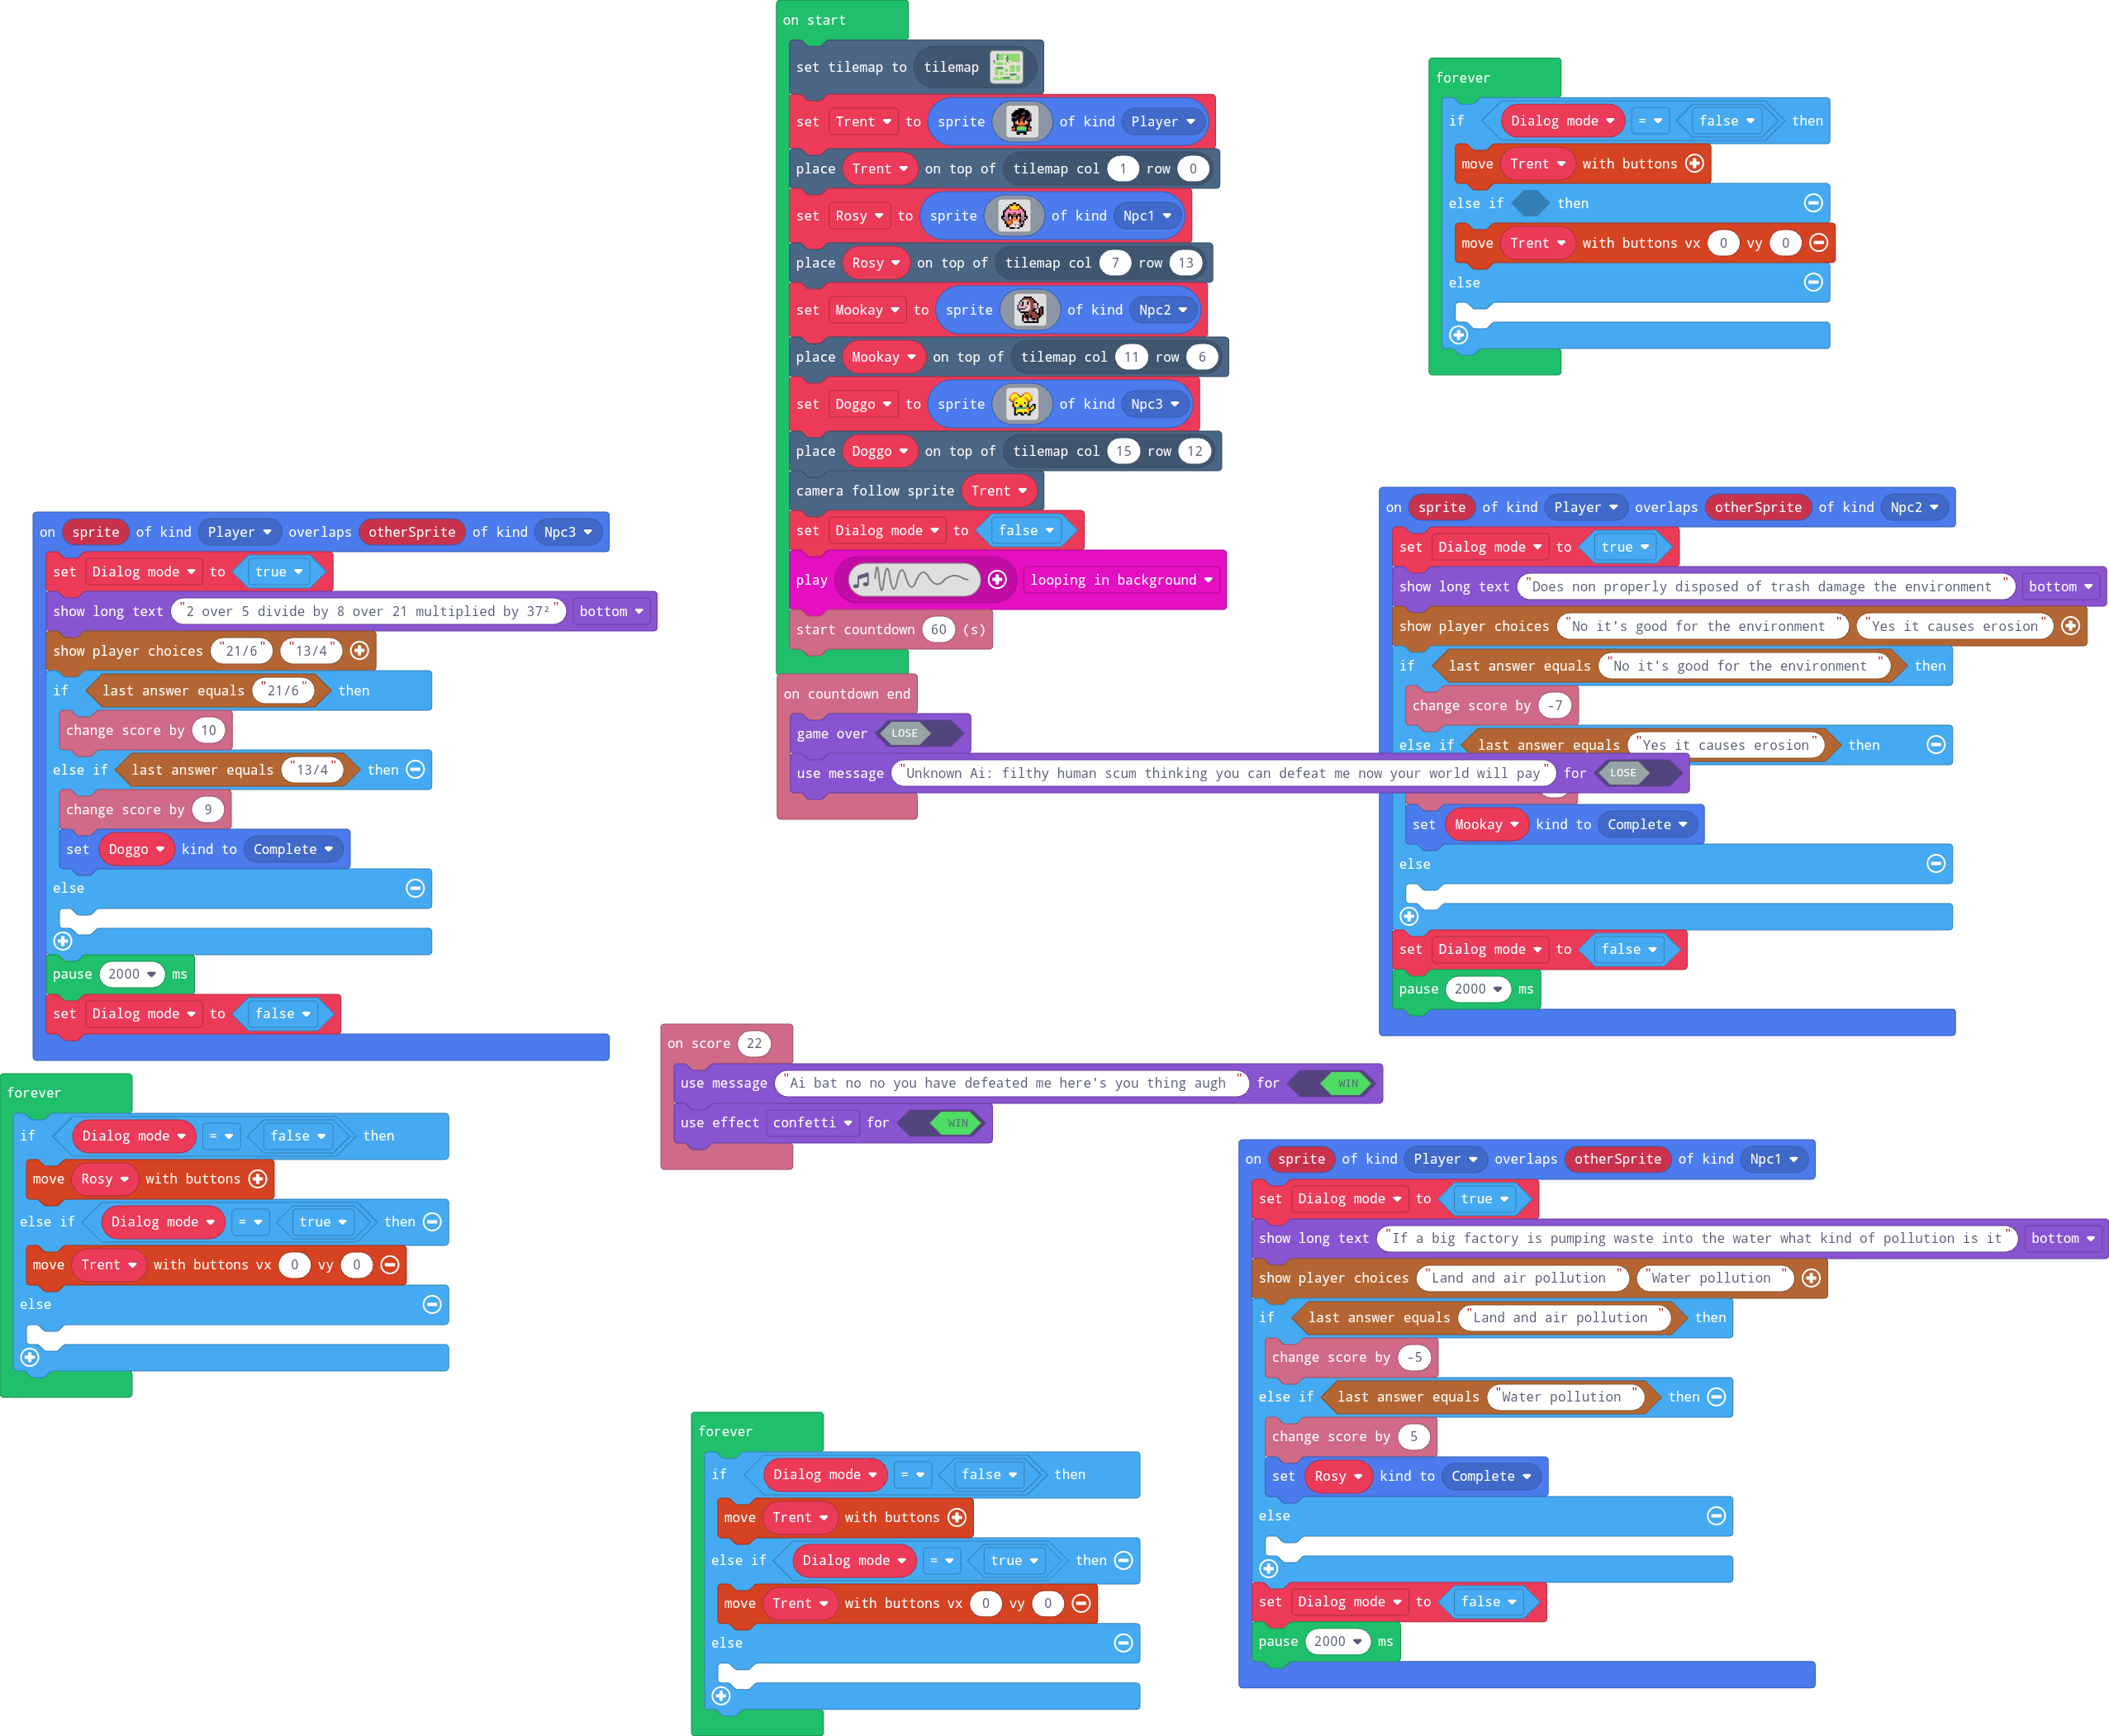 on start
set tilemap to tilemap
set Trent to sprite of kind Player
place Trent on top of tilemap col 1 row 0
set Rosy to sprite of kind Npc1
place Rosy on top of tilemap col 7 row 13
set Mookay to sprite of kind Npc2
place Mookay on top of tilemap col 11 row 6
set Doggo to sprite of kind Npc3
place Doggo on top of tilemap col 15 row 12
camera follow sprite Trent
set Dialog mode to false
play looping in background
start countdown 60 (s)
on countdown end
game over LOSE
use message "Unknown Ai: filthy human scum thinking you can defeat me now your world will pay" for LOSE
forever
if Dialog mode = false then
move Trent with buttons
else if then
move Trent with buttons vx 0 vy 0
else
on sprite of kind Player overlaps otherSprite of kind Npc3
set Dialog mode to true
show long text "2 over 5 divide by 8 over 21 multiplied by 37²" bottom
show player choices "21/6" "13/4"
if last answer equals "21/6" then
change score by 10
else if last answer equals "13/4" then
change score by 9
set Doggo kind to Complete
else
pause 2000 ms
set Dialog mode to false
on sprite of kind Player overlaps otherSprite of kind Npc2
set Dialog mode to true
show long text "Does non properly disposed of trash damage the environment " bottom
show player choices "No it's good for the environment " "Yes it causes erosion"
if last answer equals "No it's good for the environment " then
change score by -7
else if last answer equals "Yes it causes erosion" then
set Mookay kind to Complete
else
set Dialog mode to false
pause 2000 ms
on score 22
use message "Ai bat no no you have defeated me here's you thing augh " for WIN
use effect confetti for WIN
forever
if Dialog mode = false then
move Rosy with buttons
else if Dialog mode = true then
move Trent with buttons vx 0 vy 0
else
on sprite of kind Player overlaps otherSprite of kind Npc1
set Dialog mode to true
show long text "If a big factory is pumping waste into the water what kind of pollution is it" bottom
show player choices "Land and air pollution " "Water pollution "
if last answer equals "Land and air pollution " then
change score by -5
else if last answer equals "Water pollution " then
change score by 5
set Rosy kind to Complete
else
set Dialog mode to false
pause 2000 ms
forever
if Dialog mode = false then
move Trent with buttons
else if Dialog mode = true then
move Trent with buttons vx 0 vy 0
else